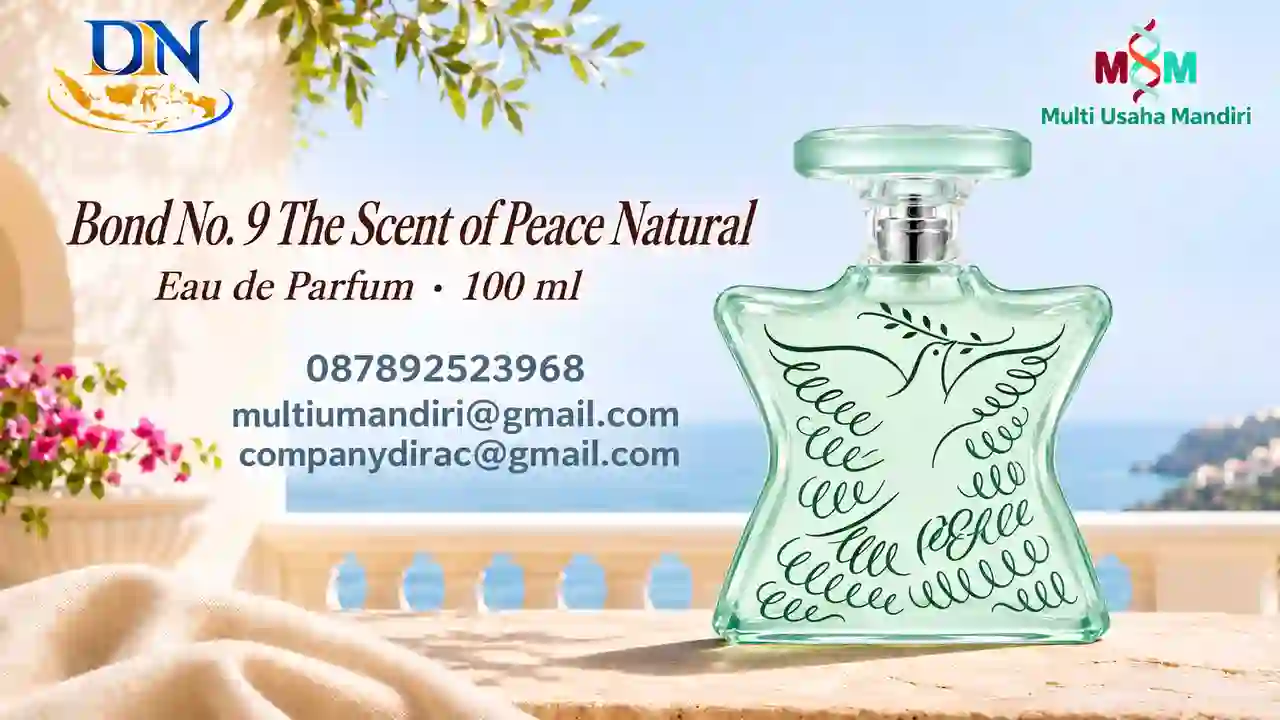 DN
M M
Multi Usaha Mandiri
Bond No. 9 The Scent of Peace Natural
Eau de Parfum · 100 ml
087892523968
multiumandiri@gmail.com
companydirac@gmail.com
PEACE